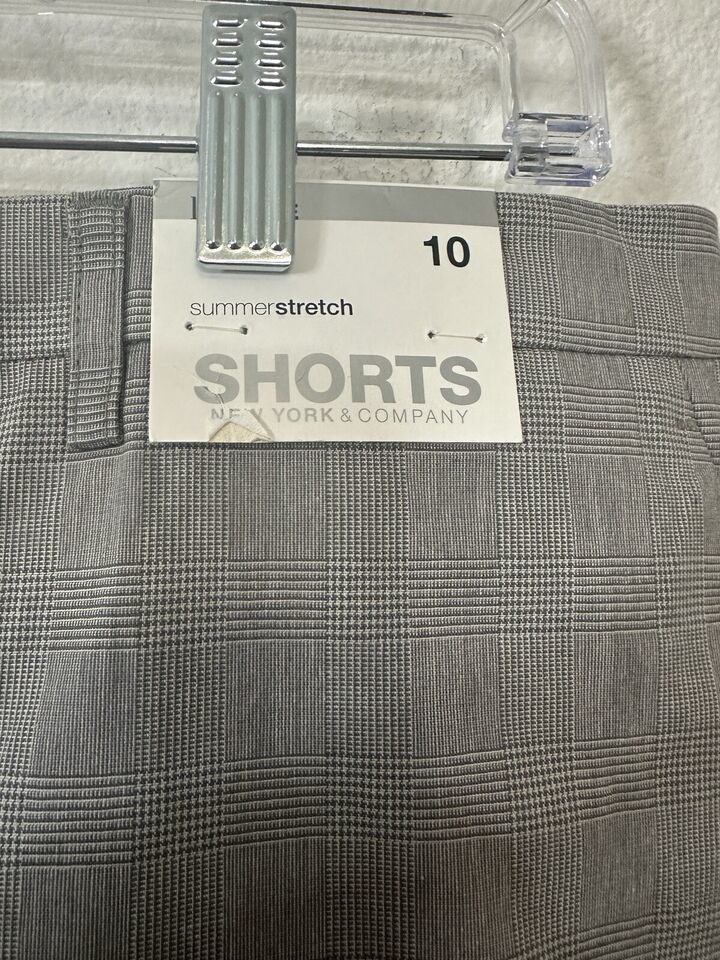 10
summerstretch
SHORTS
NEW YORK & COMPANY